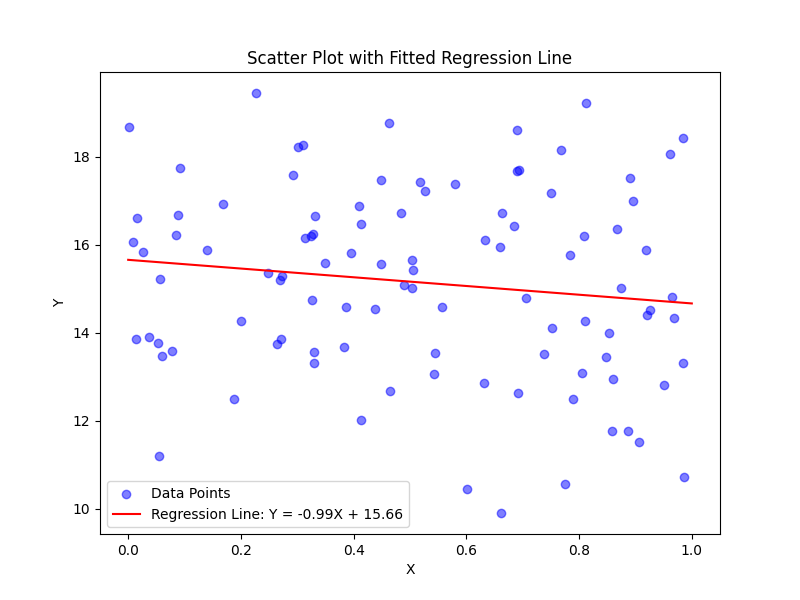 Scatter Plot with Fitted Regression Line
Y
18
16
14
12
10
Data Points
Regression Line: Y = -0.99X + 15.66
0.0 0.2 0.4 0.6 0.8 1.0
X